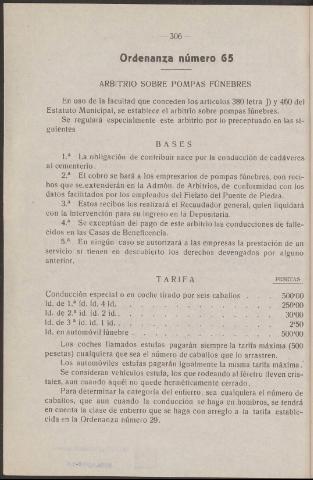 — 306 —
Ordenanza número 65
ARBITRIO SOBRE POMPAS FÚNEBRES
En uso de la facultad que conceden los artículos 380 letra J) y 460 del
Estatuto Municipal, se establece el arbitrio sobre pompas fúnebres.
Se regulará especialmente este arbitrio por lo preceptuado en las si-
guientes
BASES
1.ª La obligación de contribuir nace por la conducción de cadáveres
al cementerio.
2.ª El cobro se hará a los empresarios de pompas fúnebres, con reci-
bos que se extenderán en la Admón. de Arbitrios, de conformidad con los
datos facilitados por los empleados del Fielato del Puente de Piedra.
3.ª Estos recibos los realizará el Recaudador general, quien liquidará
con la Intervención para su ingreso en la Depositaría.
4.ª Se exceptúan del pago de este arbitrio las conducciones de falle-
cidos en las Casas de Beneficencia.
5.ª En ningún caso se autorizará a las empresas la prestación de un
servicio si tienen en descubierto los derechos devengados por alguno
anterior.
TARIFA PESETAS
Conducción especial o en coche tirado por seis caballos . . 500'00
Id. de 1.ª id. id. 4 id. . . . . . . . . . 250'00
Id. de 2.ª id. id. 2 id. . . . . . . . . . 30'00
Id. de 3.ª id. id. 1 id. . . . . . . . . . 2'50
Id. en automóvil fúnebre . . . . . . . . . 500'00
Los coches llamados estufas pagarán siempre la tarifa máxima (500
pesetas) cualquiera que sea el número de caballos que lo arrastren.
Los automóviles estufas pagarán igualmente la misma tarifa máxima.
Se consideran vehículos estufa, los que rodeando al féretro lleven cris-
tales, aun cuando aquél no quede herméticamente cerrado.
Para determinar la categoría del entierro, sea cualquiera el número de
caballos, que aun cuando la conducción se haga en hombros, se tendrá
en cuenta la clase de entierro que se haga con arreglo a la tarifa estable-
cida en la Ordenanza número 29.